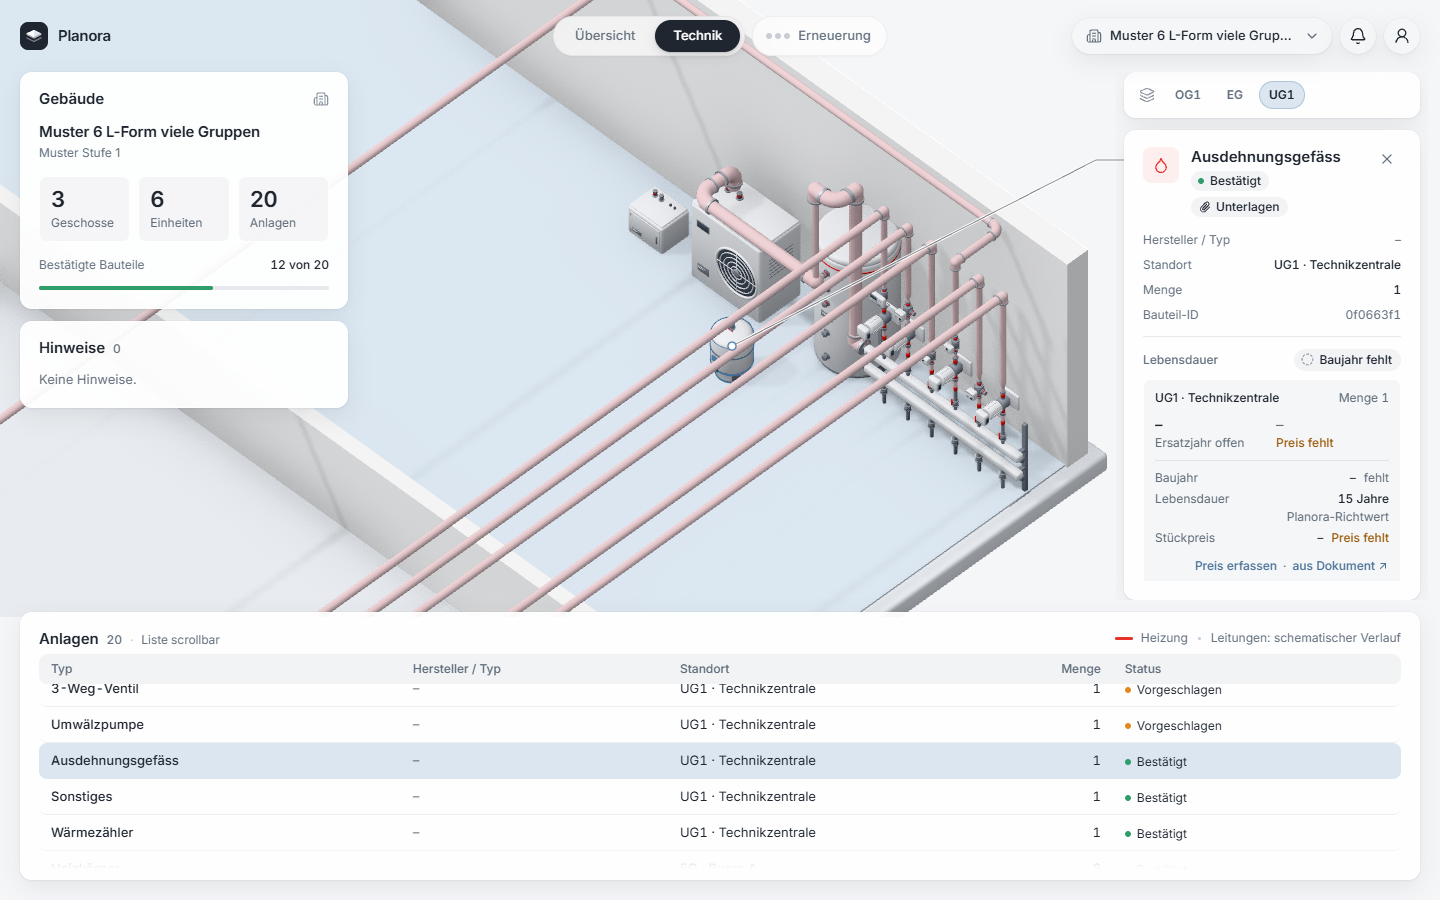 Planora
Übersicht
Technik
Erneuerung
Muster 6 L-Form viele Grup...
Gebäude
Muster 6 L-Form viele Gruppen
Muster Stufe 1
3
Geschosse
6
Einheiten
20
Anlagen
Bestätigte Bauteile
12 von 20
Hinweise 0
Keine Hinweise.
OG1
EG
UG1
Ausdehnungsgefäss
Bestätigt
Unterlagen
Hersteller / Typ –
Standort UG1 · Technikzentrale
Menge 1
Bauteil-ID 0f0663f1
Lebensdauer Baujahr fehlt
UG1 · Technikzentrale Menge 1
– –
Ersatzjahr offen Preis fehlt
Baujahr – fehlt
Lebensdauer 15 Jahre
Planora-Richtwert
Stückpreis – Preis fehlt
Preis erfassen · aus Dokument ↗
Anlagen 20 · Liste scrollbar
Heizung • Leitungen: schematischer Verlauf
Typ Hersteller / Typ Standort Menge Status
3-Weg-Ventil – UG1 · Technikzentrale 1 Vorgeschlagen
Umwälzpumpe – UG1 · Technikzentrale 1 Vorgeschlagen
Ausdehnungsgefäss – UG1 · Technikzentrale 1 Bestätigt
Sonstiges – UG1 · Technikzentrale 1 Bestätigt
Wärmezähler – UG1 · Technikzentrale 1 Bestätigt